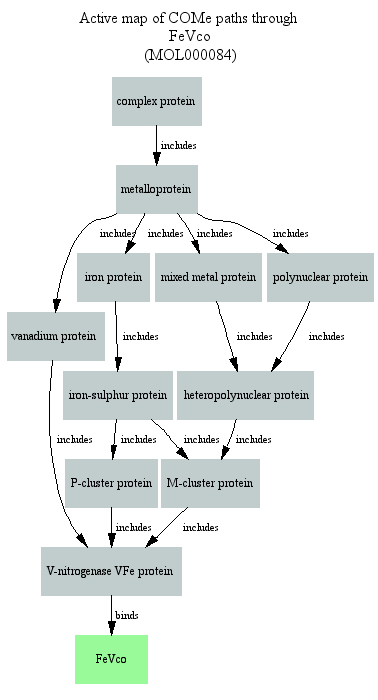 Active map of COMe paths through
FeVco
(MOL000084)
complex protein
includes
metalloprotein
includes includes includes includes
iron protein mixed metal protein polynuclear protein
vanadium protein
includes includes includes
iron-sulphur protein heteropolynuclear protein
includes includes includes includes
P-cluster protein M-cluster protein
includes includes
V-nitrogenase VFe protein
binds
FeVco